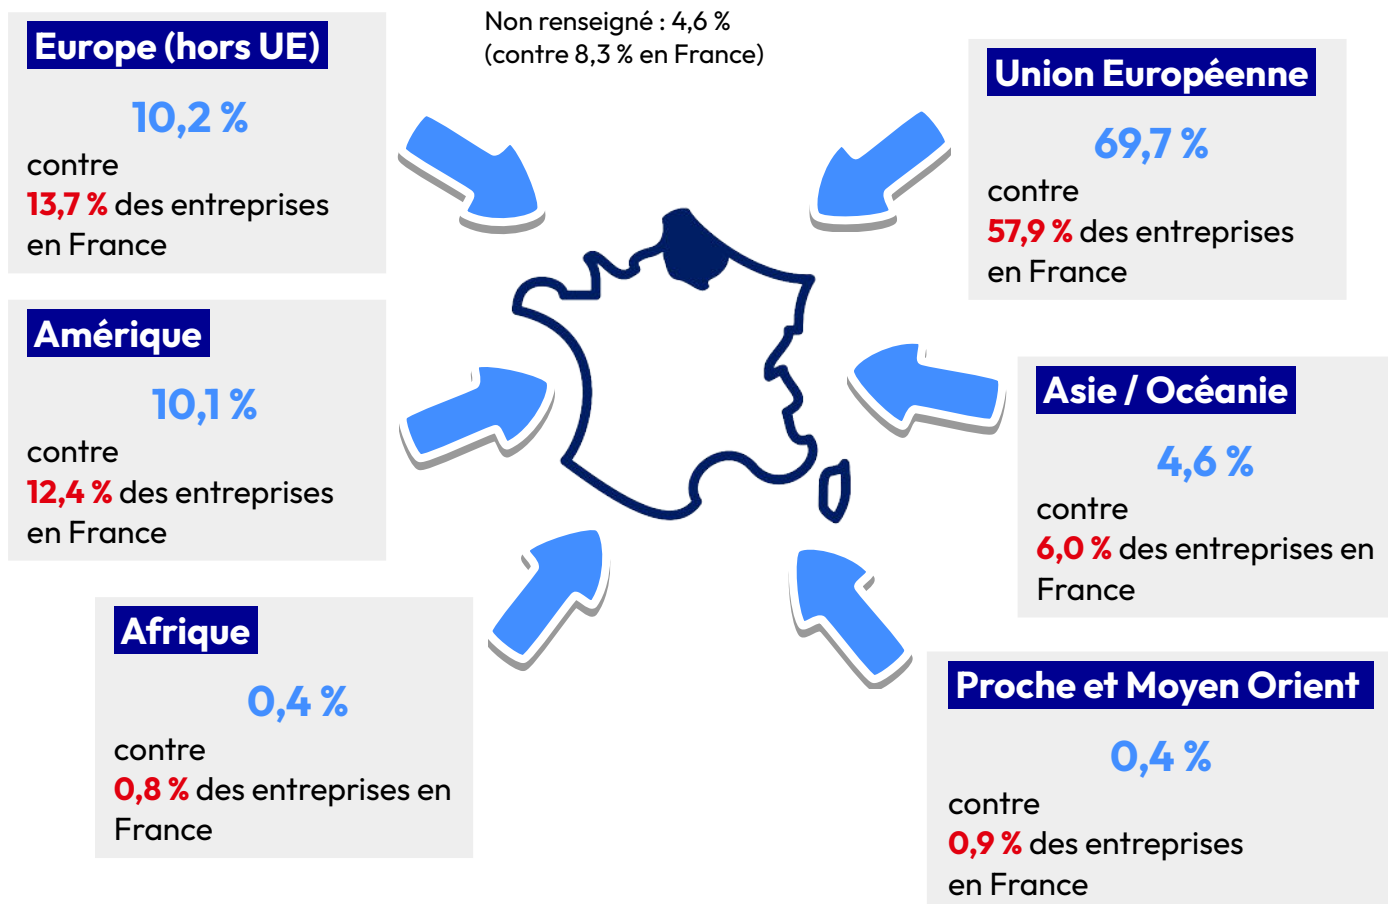 Non renseigné : 4,6 %
(contre 8,3 % en France)
Europe (hors UE)
10,2 %
contre
13,7 % des entreprises
en France
Union Européenne
69,7 %
contre
57,9 % des entreprises
en France
Amérique
10,1 %
contre
12,4 % des entreprises
en France
Asie / Océanie
4,6 %
contre
6,0 % des entreprises en
France
Afrique
0,4 %
contre
0,8 % des entreprises en
France
Proche et Moyen Orient
0,4 %
contre
0,9 % des entreprises
en France